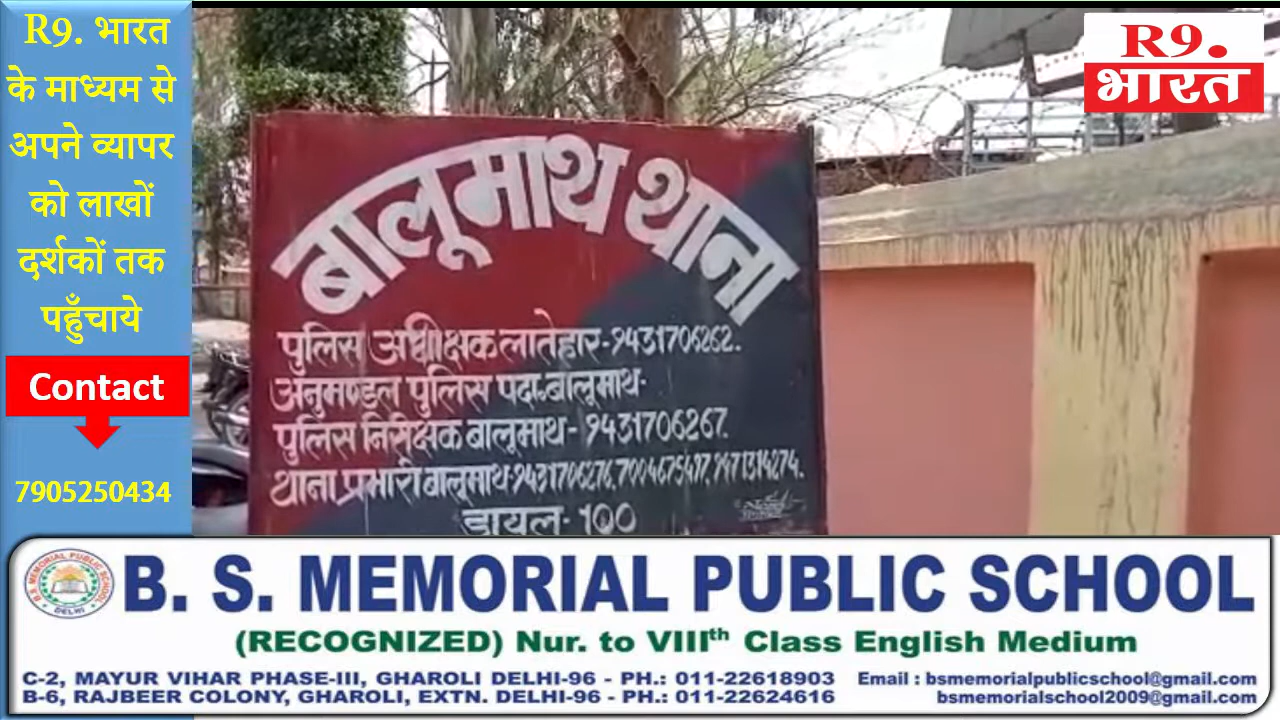 R9. भारत
के माध्यम से
अपने व्यापर
को लाखों
दर्शकों तक
पहुँचाये
Contact
7905250434
R9.
भारत
बालूमाथ थाना
पुलिस अधीक्षक लातेहार-9431706262.
अनुमण्डल पुलिस पदा.बालूमाथ-
पुलिस निरीक्षक बालूमाथ- 9431706267.
थाना प्रभारी बालूमाथ-9431706276,
डायल- 100
B. S. MEMORIAL PUBLIC SCHOOL
DELHI
(RECOGNIZED) Nur. to VIIIth Class English Medium
C-2, MAYUR VIHAR PHASE-III, GHAROLI DELHI-96 - PH.: 011-22618903 Email : bsmemorialpublicschool@gmail.com
B-6, RAJBEER COLONY, GHAROLI, EXTN. DELHI-96 - PH.: 011-22624616 bsmemorialschool2009@gmail.com